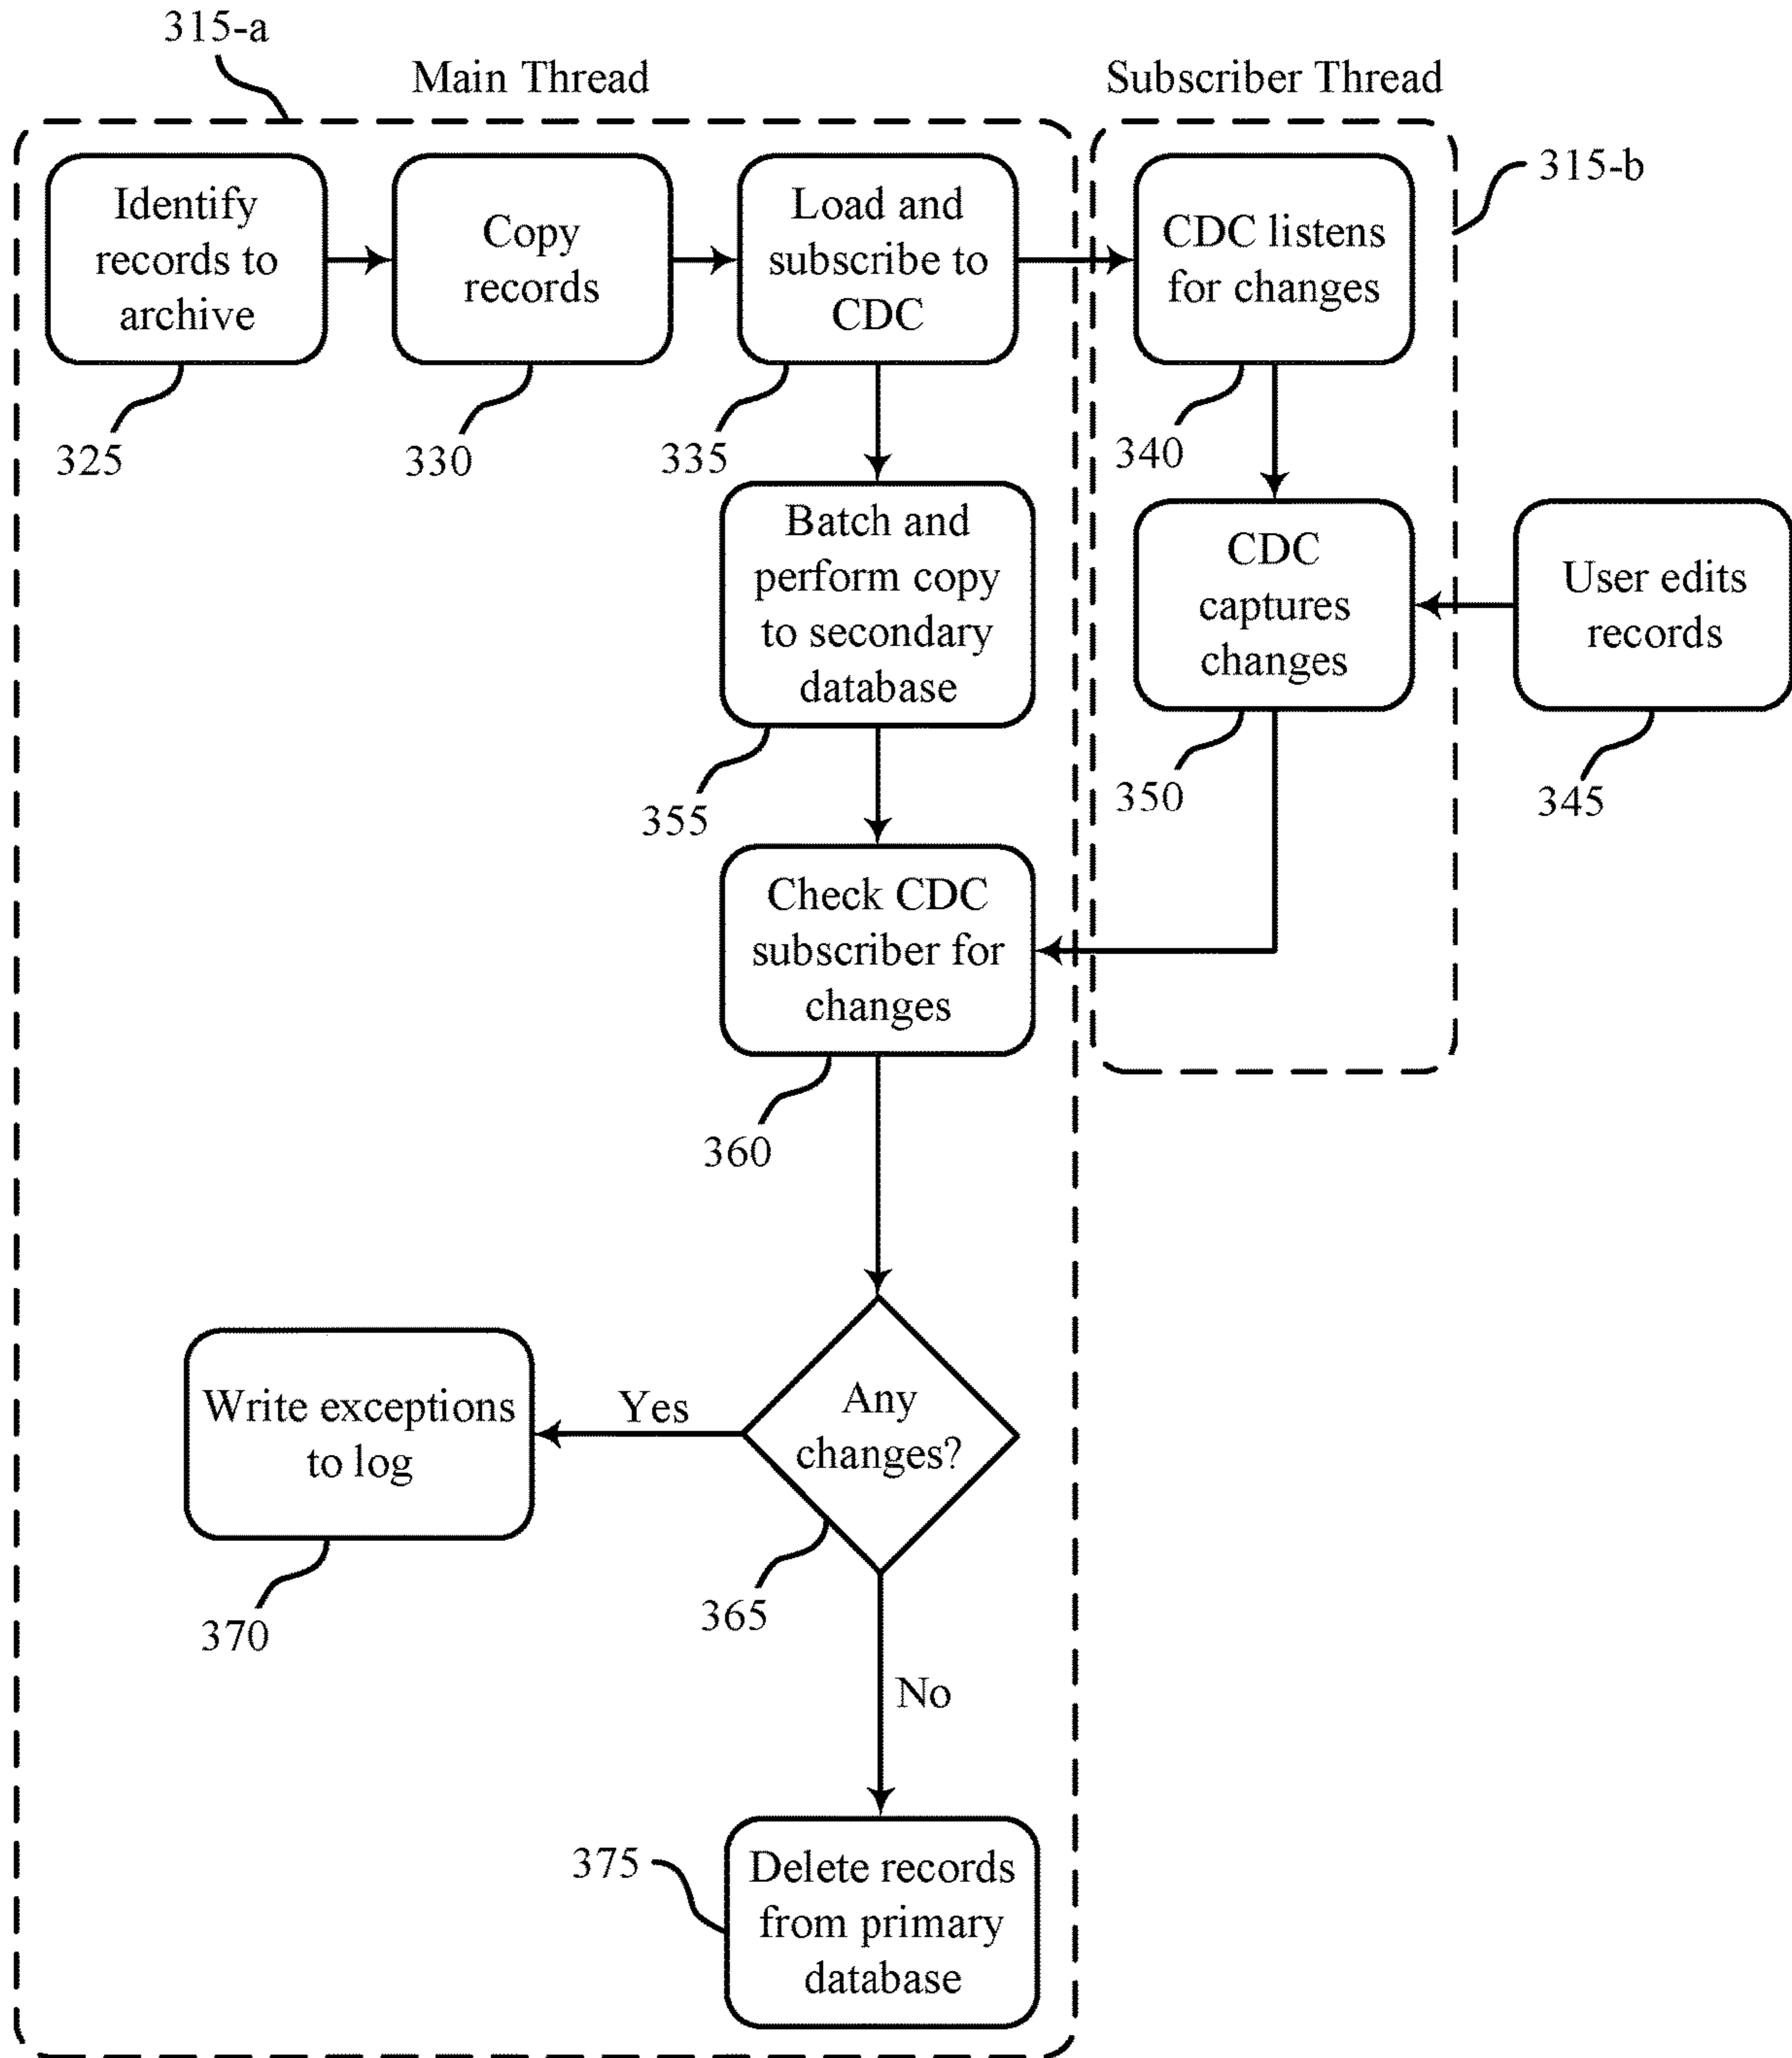 315-a
Main Thread
Subscriber Thread
Identify
records to
archive
Copy
records
Load and
subscribe to
CDC
CDC listens
for changes
315-b
325
330
335
340
Batch and
perform copy
to secondary
database
CDC
captures
changes
User edits
records
355
350
345
Check CDC
subscriber for
changes
360
Write exceptions
to log
Yes
Any
changes?
370
365
No
375
Delete records
from primary
database